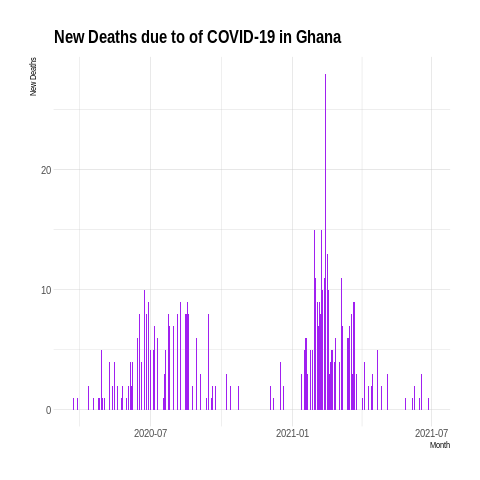 New Deaths due to of COVID-19 in Ghana
New Deaths
20
10
0
2020-07
2021-01
2021-07
Month